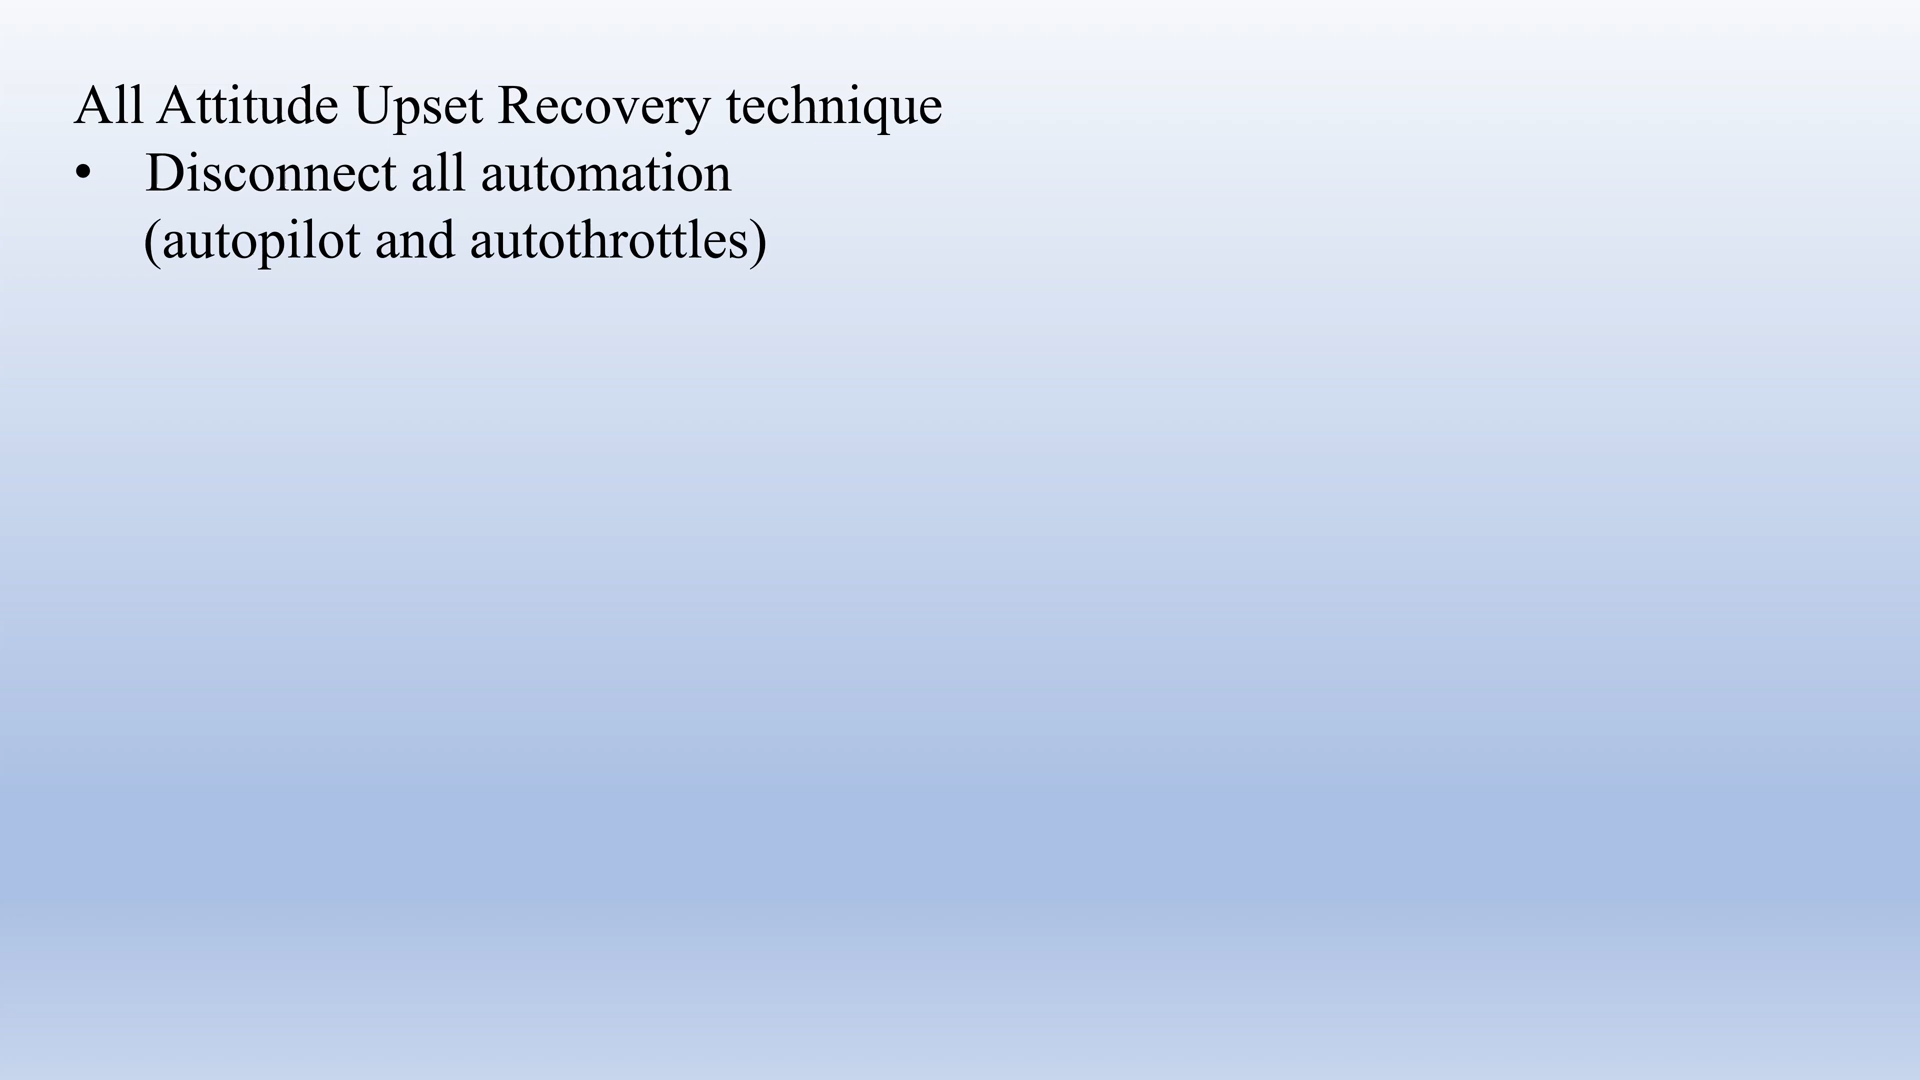 All Attitude Upset Recovery technique
• Disconnect all automation
(autopilot and autothrottles)